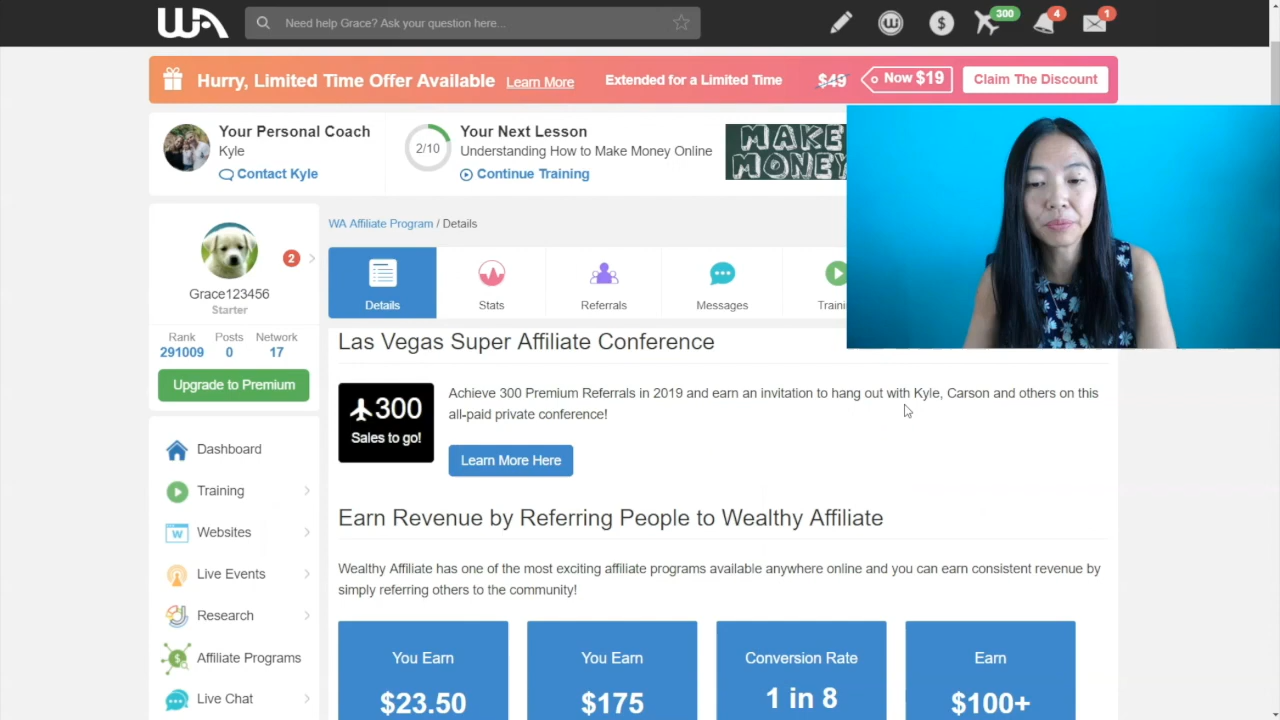 WA
Need help Grace? Ask your question here...
300
4
1
Hurry, Limited Time Offer Available Learn More Extended for a Limited Time $49 Now $19 Claim The Discount
Your Personal Coach
Kyle
Contact Kyle
2/10
Your Next Lesson
Understanding How to Make Money Online
Continue Training
MAKE
MONEY
2
Grace123456
Starter
Rank Posts Network
291009 0 17
Upgrade to Premium
Dashboard
Training
Websites
Live Events
Research
Affiliate Programs
Live Chat
WA Affiliate Program / Details
Details Stats Referrals Messages
Las Vegas Super Affiliate Conference
300
Sales to go!
Achieve 300 Premium Referrals in 2019 and earn an invitation to hang out with Kyle, Carson and others on this
all-paid private conference!
Learn More Here
Earn Revenue by Referring People to Wealthy Affiliate
Wealthy Affiliate has one of the most exciting affiliate programs available anywhere online and you can earn consistent revenue by
simply referring others to the community!
You Earn You Earn Conversion Rate Earn
$23.50 $175 1 in 8 $100+